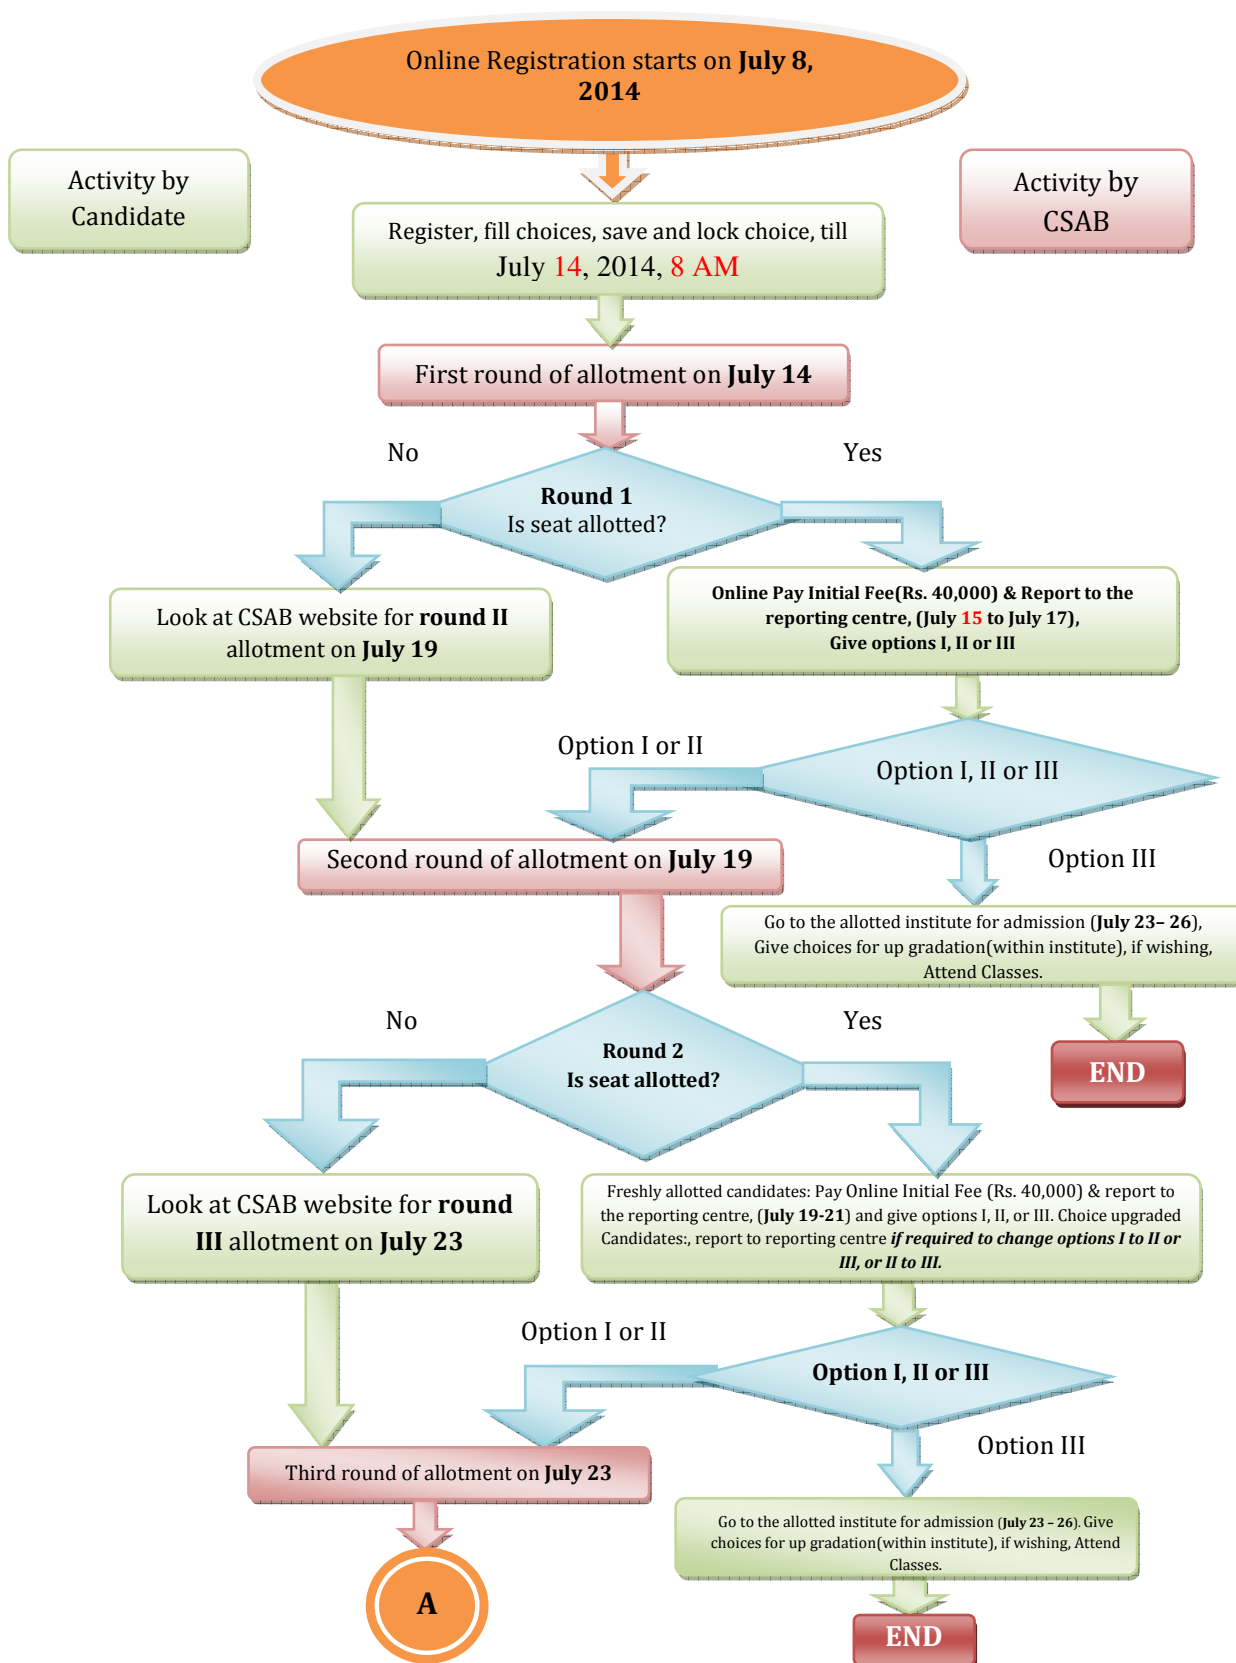 Online Registration starts on July 8,
2014
Activity by
Candidate
Activity by
CSAB
Register, fill choices, save and lock choice, till
July 14, 2014, 8 AM
First round of allotment on July 14
No
Yes
Round 1
Is seat allotted?
Look at CSAB website for round II
allotment on July 19
Online Pay Initial Fee(Rs. 40,000) & Report to the
reporting centre, (July 15 to July 17),
Give options I, II or III
Option I or II
Option I, II or III
Second round of allotment on July 19
Option III
Go to the allotted institute for admission (July 23– 26),
Give choices for up gradation(within institute), if wishing,
Attend Classes.
No
Yes
Round 2
Is seat allotted?
END
Look at CSAB website for round
III allotment on July 23
Freshly allotted candidates: Pay Online Initial Fee (Rs. 40,000) & report to
the reporting centre, (July 19-21) and give options I, II, or III. Choice upgraded
Candidates:, report to reporting centre if required to change options I to II or
III, or II to III.
Option I or II
Option I, II or III
Option III
Third round of allotment on July 23
Go to the allotted institute for admission (July 23 – 26). Give
choices for up gradation(within institute), if wishing, Attend
Classes.
A
END